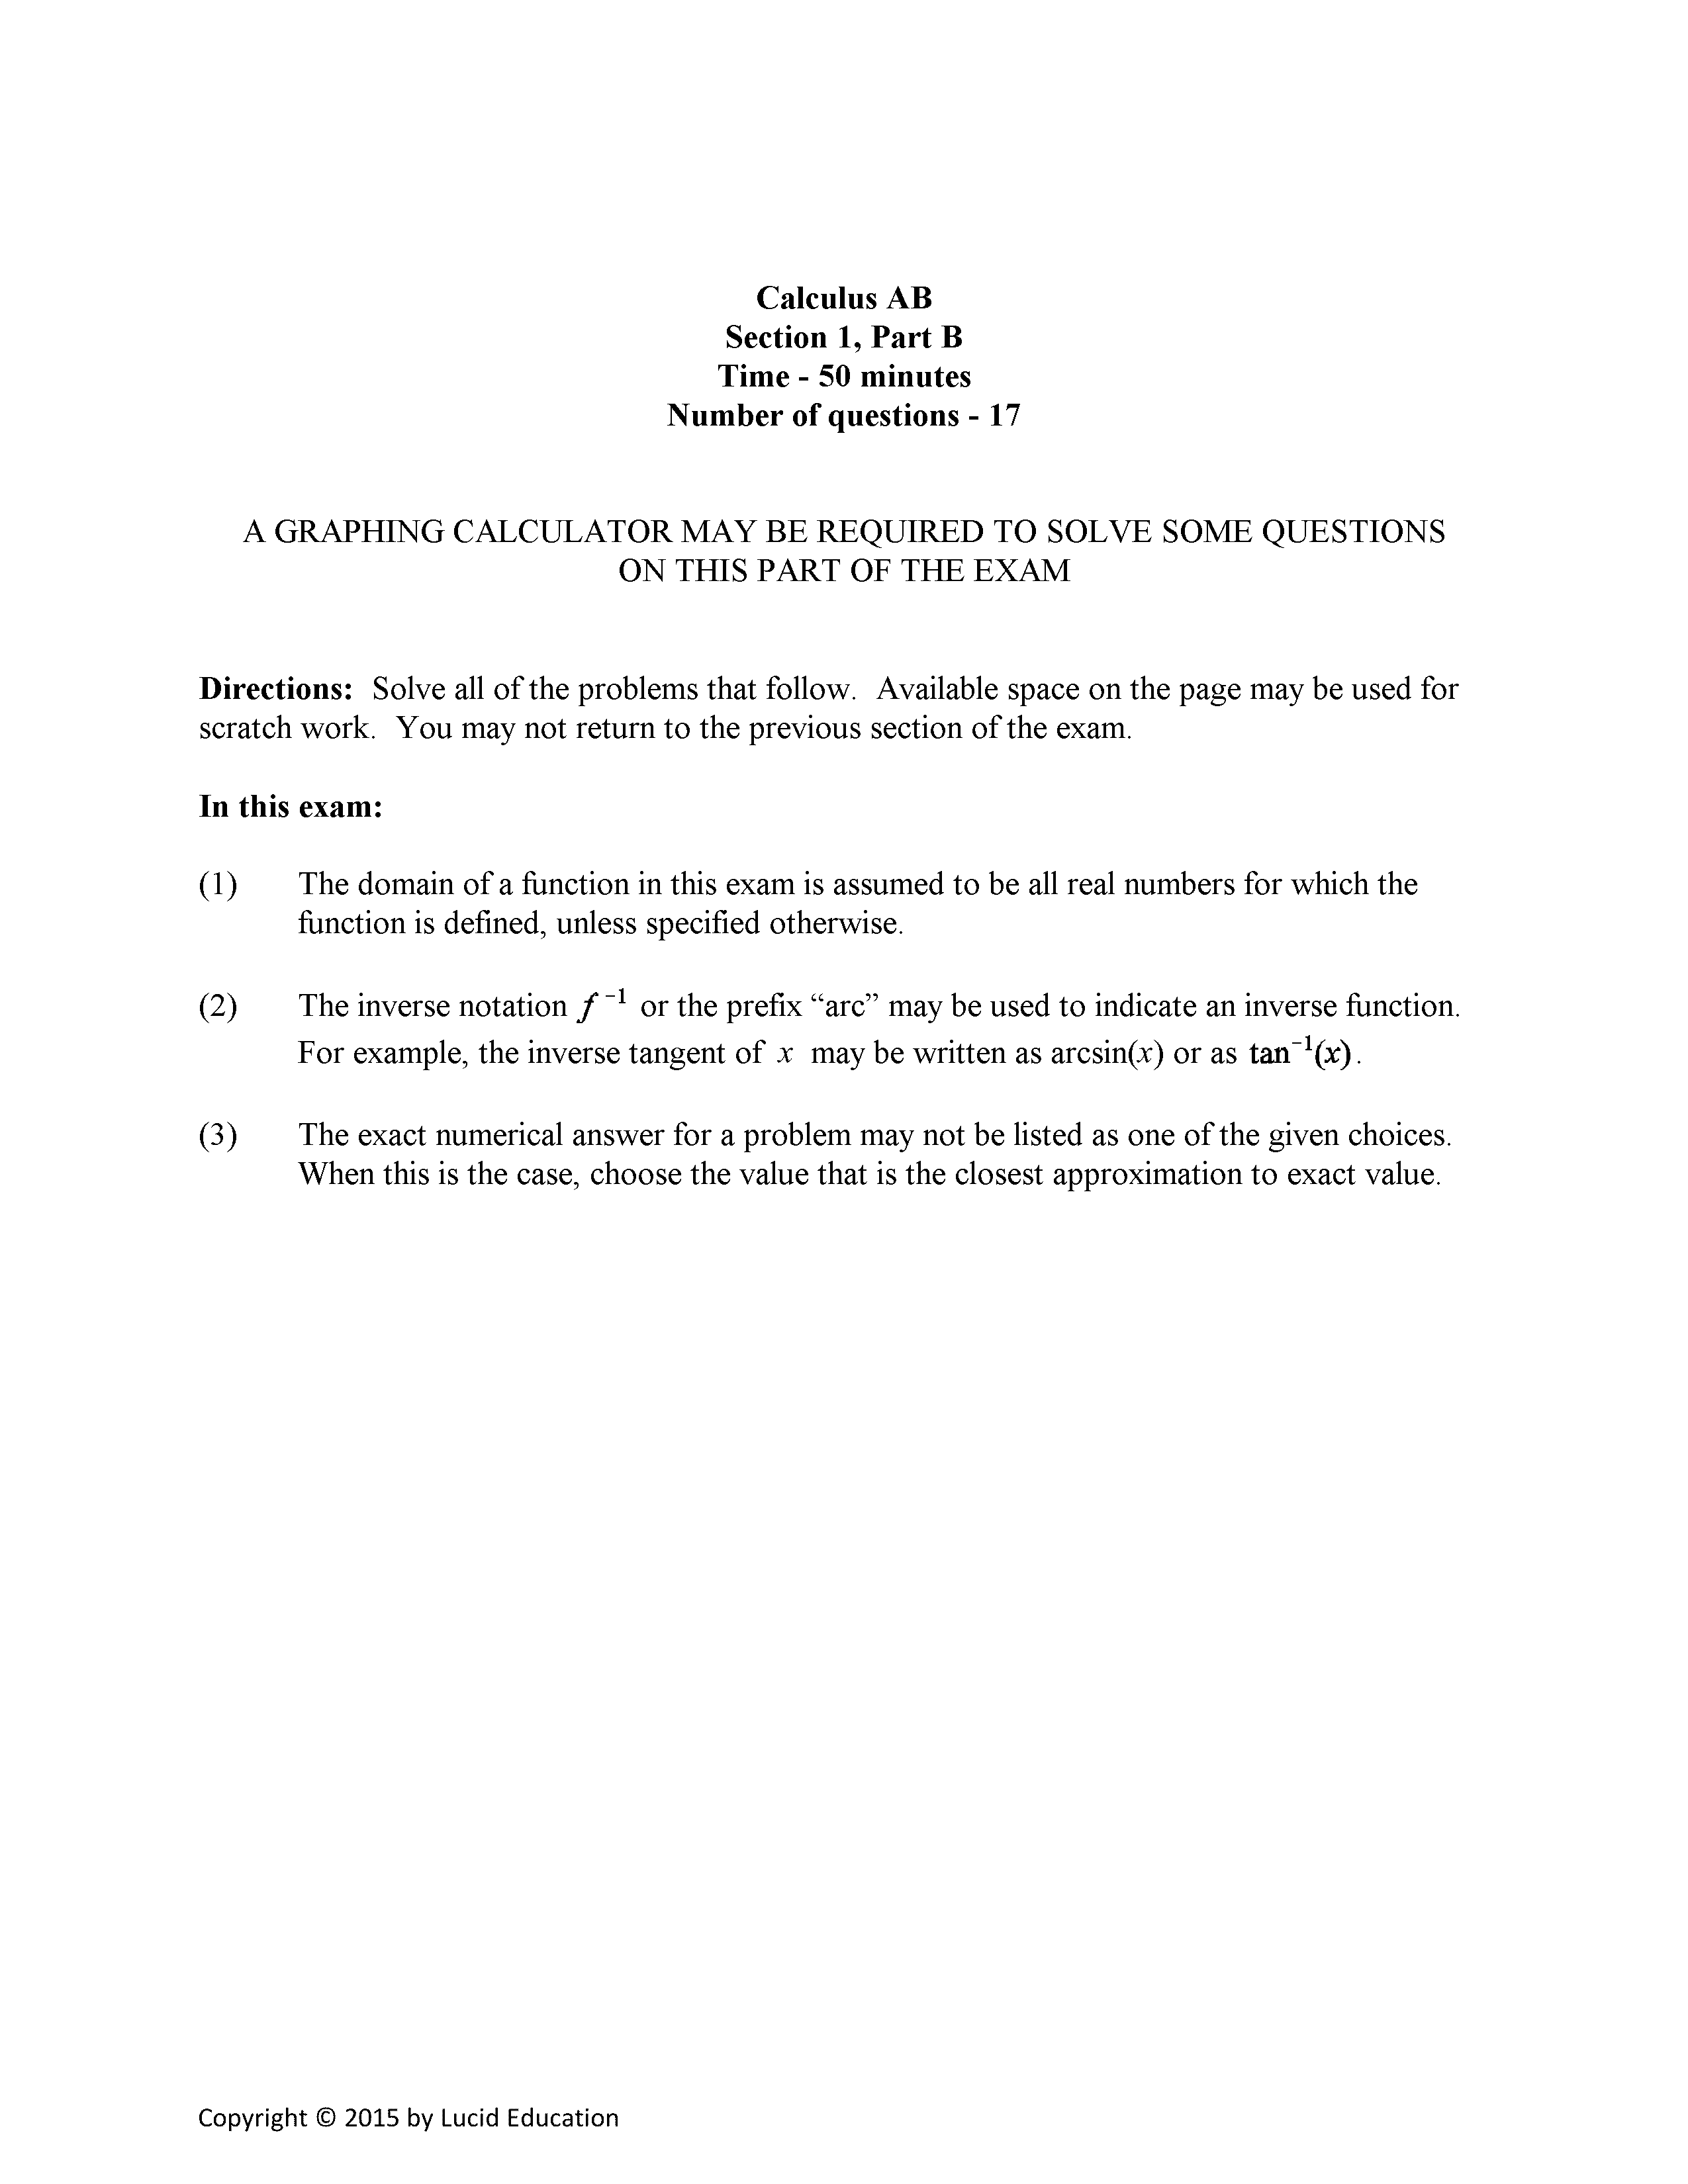 Calculus AB
Section 1, Part B
Time - 50 minutes
Number of questions - 17
A GRAPHING CALCULATOR MAY BE REQUIRED TO SOLVE SOME QUESTIONS
ON THIS PART OF THE EXAM
Directions: Solve all of the problems that follow. Available space on the page may be used for
scratch work. You may not return to the previous section of the exam.
In this exam:
(1) The domain of a function in this exam is assumed to be all real numbers for which the
function is defined, unless specified otherwise.
(2) The inverse notation f⁻¹ or the prefix “arc” may be used to indicate an inverse function.
For example, the inverse tangent of x may be written as arcsin(x) or as tan⁻¹(x).
(3) The exact numerical answer for a problem may not be listed as one of the given choices.
When this is the case, choose the value that is the closest approximation to exact value.
Copyright © 2015 by Lucid Education